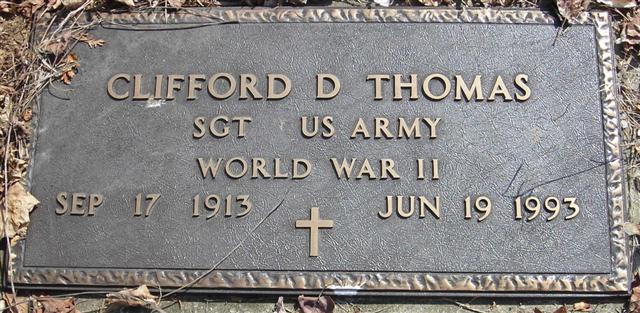 CLIFFORD D THOMAS
SGT US ARMY
WORLD WAR II
SEP 17 1913 JUN 19 1993